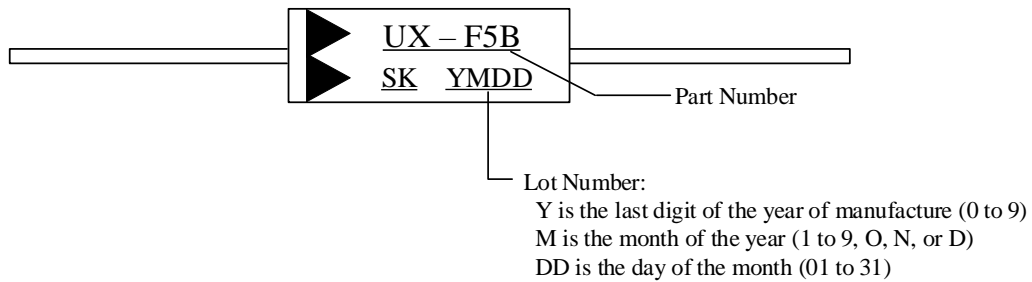 UX – F5B
SK YMDD
Part Number
Lot Number:
Y is the last digit of the year of manufacture (0 to 9)
M is the month of the year (1 to 9, O, N, or D)
DD is the day of the month (01 to 31)